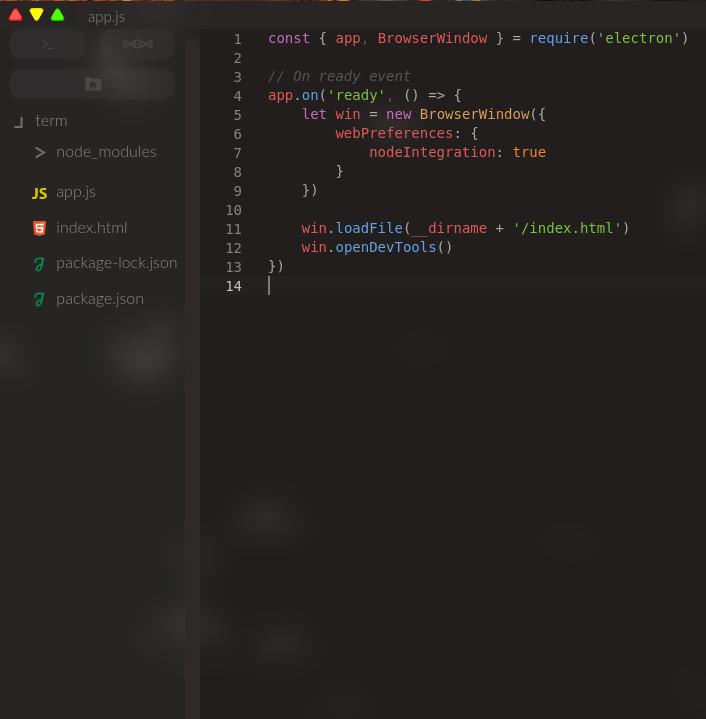 app.js
>_
term
node_modules
JS app.js
5 index.html
package-lock.json
package.json
1 const { app, BrowserWindow } = require('electron')
2
3 // On ready event
4 app.on('ready', () => {
5     let win = new BrowserWindow({
6         webPreferences: {
7             nodeIntegration: true
8         }
9     })
10
11     win.loadFile(__dirname + '/index.html')
12     win.openDevTools()
13 })
14